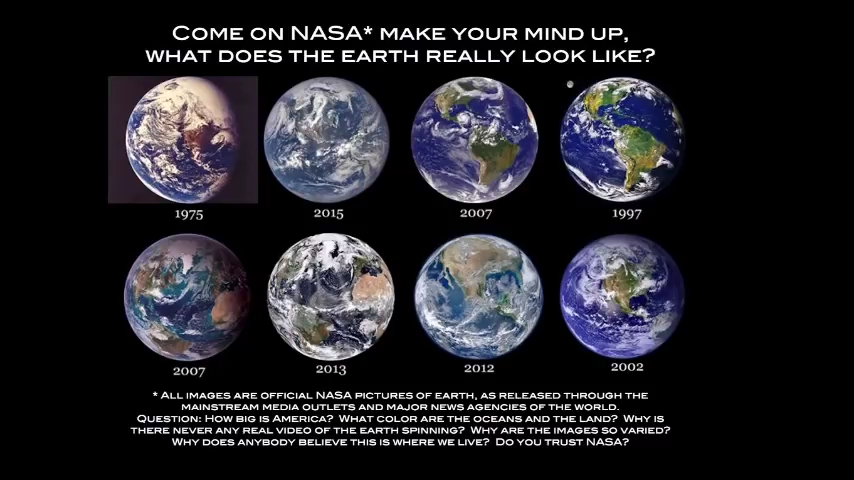 COME ON NASA* MAKE YOUR MIND UP,
WHAT DOES THE EARTH REALLY LOOK LIKE?
1975
2015
2007
1997
2007
2013
2012
2002
* ALL IMAGES ARE OFFICIAL NASA PICTURES OF EARTH, AS RELEASED THROUGH THE
MAINSTREAM MEDIA OUTLETS AND MAJOR NEWS AGENCIES OF THE WORLD.
QUESTION: HOW BIG IS AMERICA? WHAT COLOR ARE THE OCEANS AND THE LAND? WHY IS
THERE NEVER ANY REAL VIDEO OF THE EARTH SPINNING? WHY ARE THE IMAGES SO VARIED?
WHY DOES ANYBODY BELIEVE THIS IS WHERE WE LIVE? DO YOU TRUST NASA?